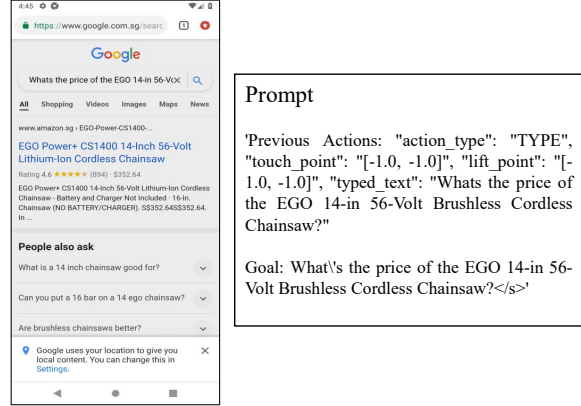 4:45
https://www.google.com.sg/searc
1
Google
Whats the price of the EGO 14-in 56-Vo
All Shopping Videos Images Maps News
www.amazon.sg › EGO-Power-CS1400-...
EGO Power+ CS1400 14-Inch 56-Volt
Lithium-Ion Cordless Chainsaw
Rating 4.6 ★★★★★ (894) · S$352.64
EGO Power+ CS1400 14-Inch 56-Volt Lithium-Ion Cordless
Chainsaw - Battery and Charger Not Included · 16-In.
Chainsaw (NO BATTERY/CHARGER). S$352.64S$352.64.
In ...
People also ask
What is a 14 inch chainsaw good for?
Can you put a 16 bar on a 14 ego chainsaw?
Are brushless chainsaws better?
Google uses your location to give you
local content. You can change this in
Settings.
Prompt
'Previous Actions: "action_type": "TYPE",
"touch_point": "[-1.0, -1.0]", "lift_point": "[-
1.0, -1.0]", "typed_text": "Whats the price of
the EGO 14-in 56-Volt Brushless Cordless
Chainsaw?"
Goal: What\'s the price of the EGO 14-in 56-
Volt Brushless Cordless Chainsaw?</s>'